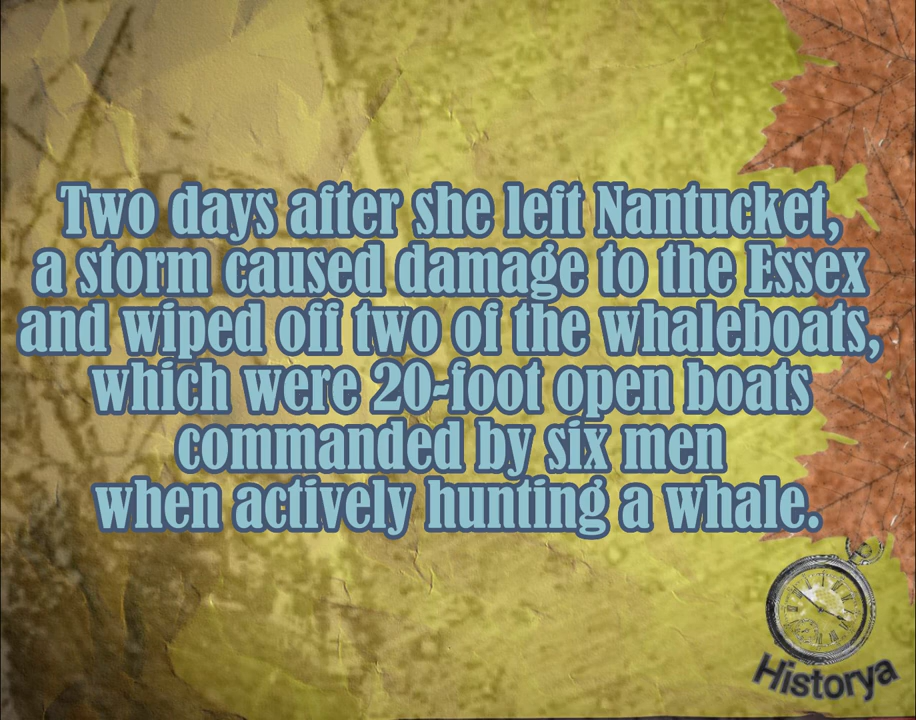 Two days after she left Nantucket,
a storm caused damage to the Essex
and wiped off two of the whaleboats,
which were 20-foot open boats
commanded by six men
when actively hunting a whale.
Historya